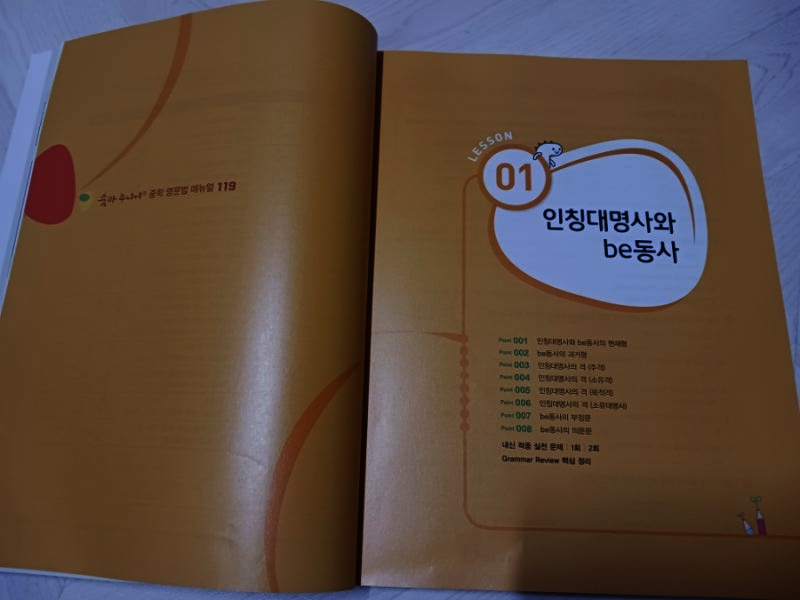 숨마 주니어® 중학 영문법 매뉴얼 119
LESSON
01
인칭대명사와
be동사
Point 001 인칭대명사와 be동사의 현재형
Point 002 be동사의 과거형
Point 003 인칭대명사의 격 (주격)
Point 004 인칭대명사의 격 (소유격)
Point 005 인칭대명사의 격 (목적격)
Point 006 인칭대명사의 격 (소유대명사)
Point 007 be동사의 부정문
Point 008 be동사의 의문문
내신 적중 실전 문제 | 1회 | 2회
Grammar Review 핵심 정리